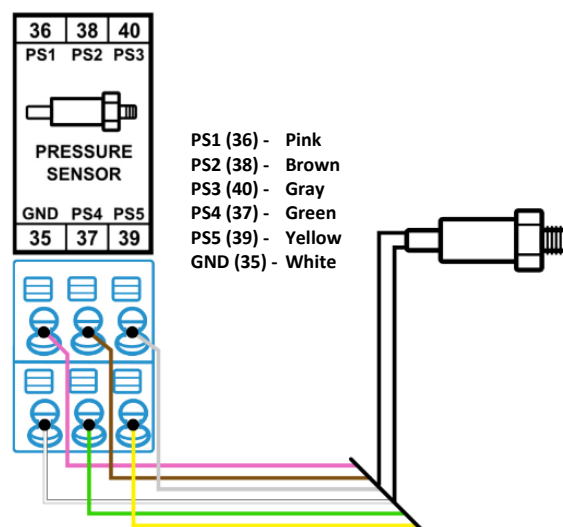 36 38 40
PS1 PS2 PS3
PRESSURE
SENSOR
GND PS4 PS5
35 37 39
PS1 (36) - Pink
PS2 (38) - Brown
PS3 (40) - Gray
PS4 (37) - Green
PS5 (39) - Yellow
GND (35) - White